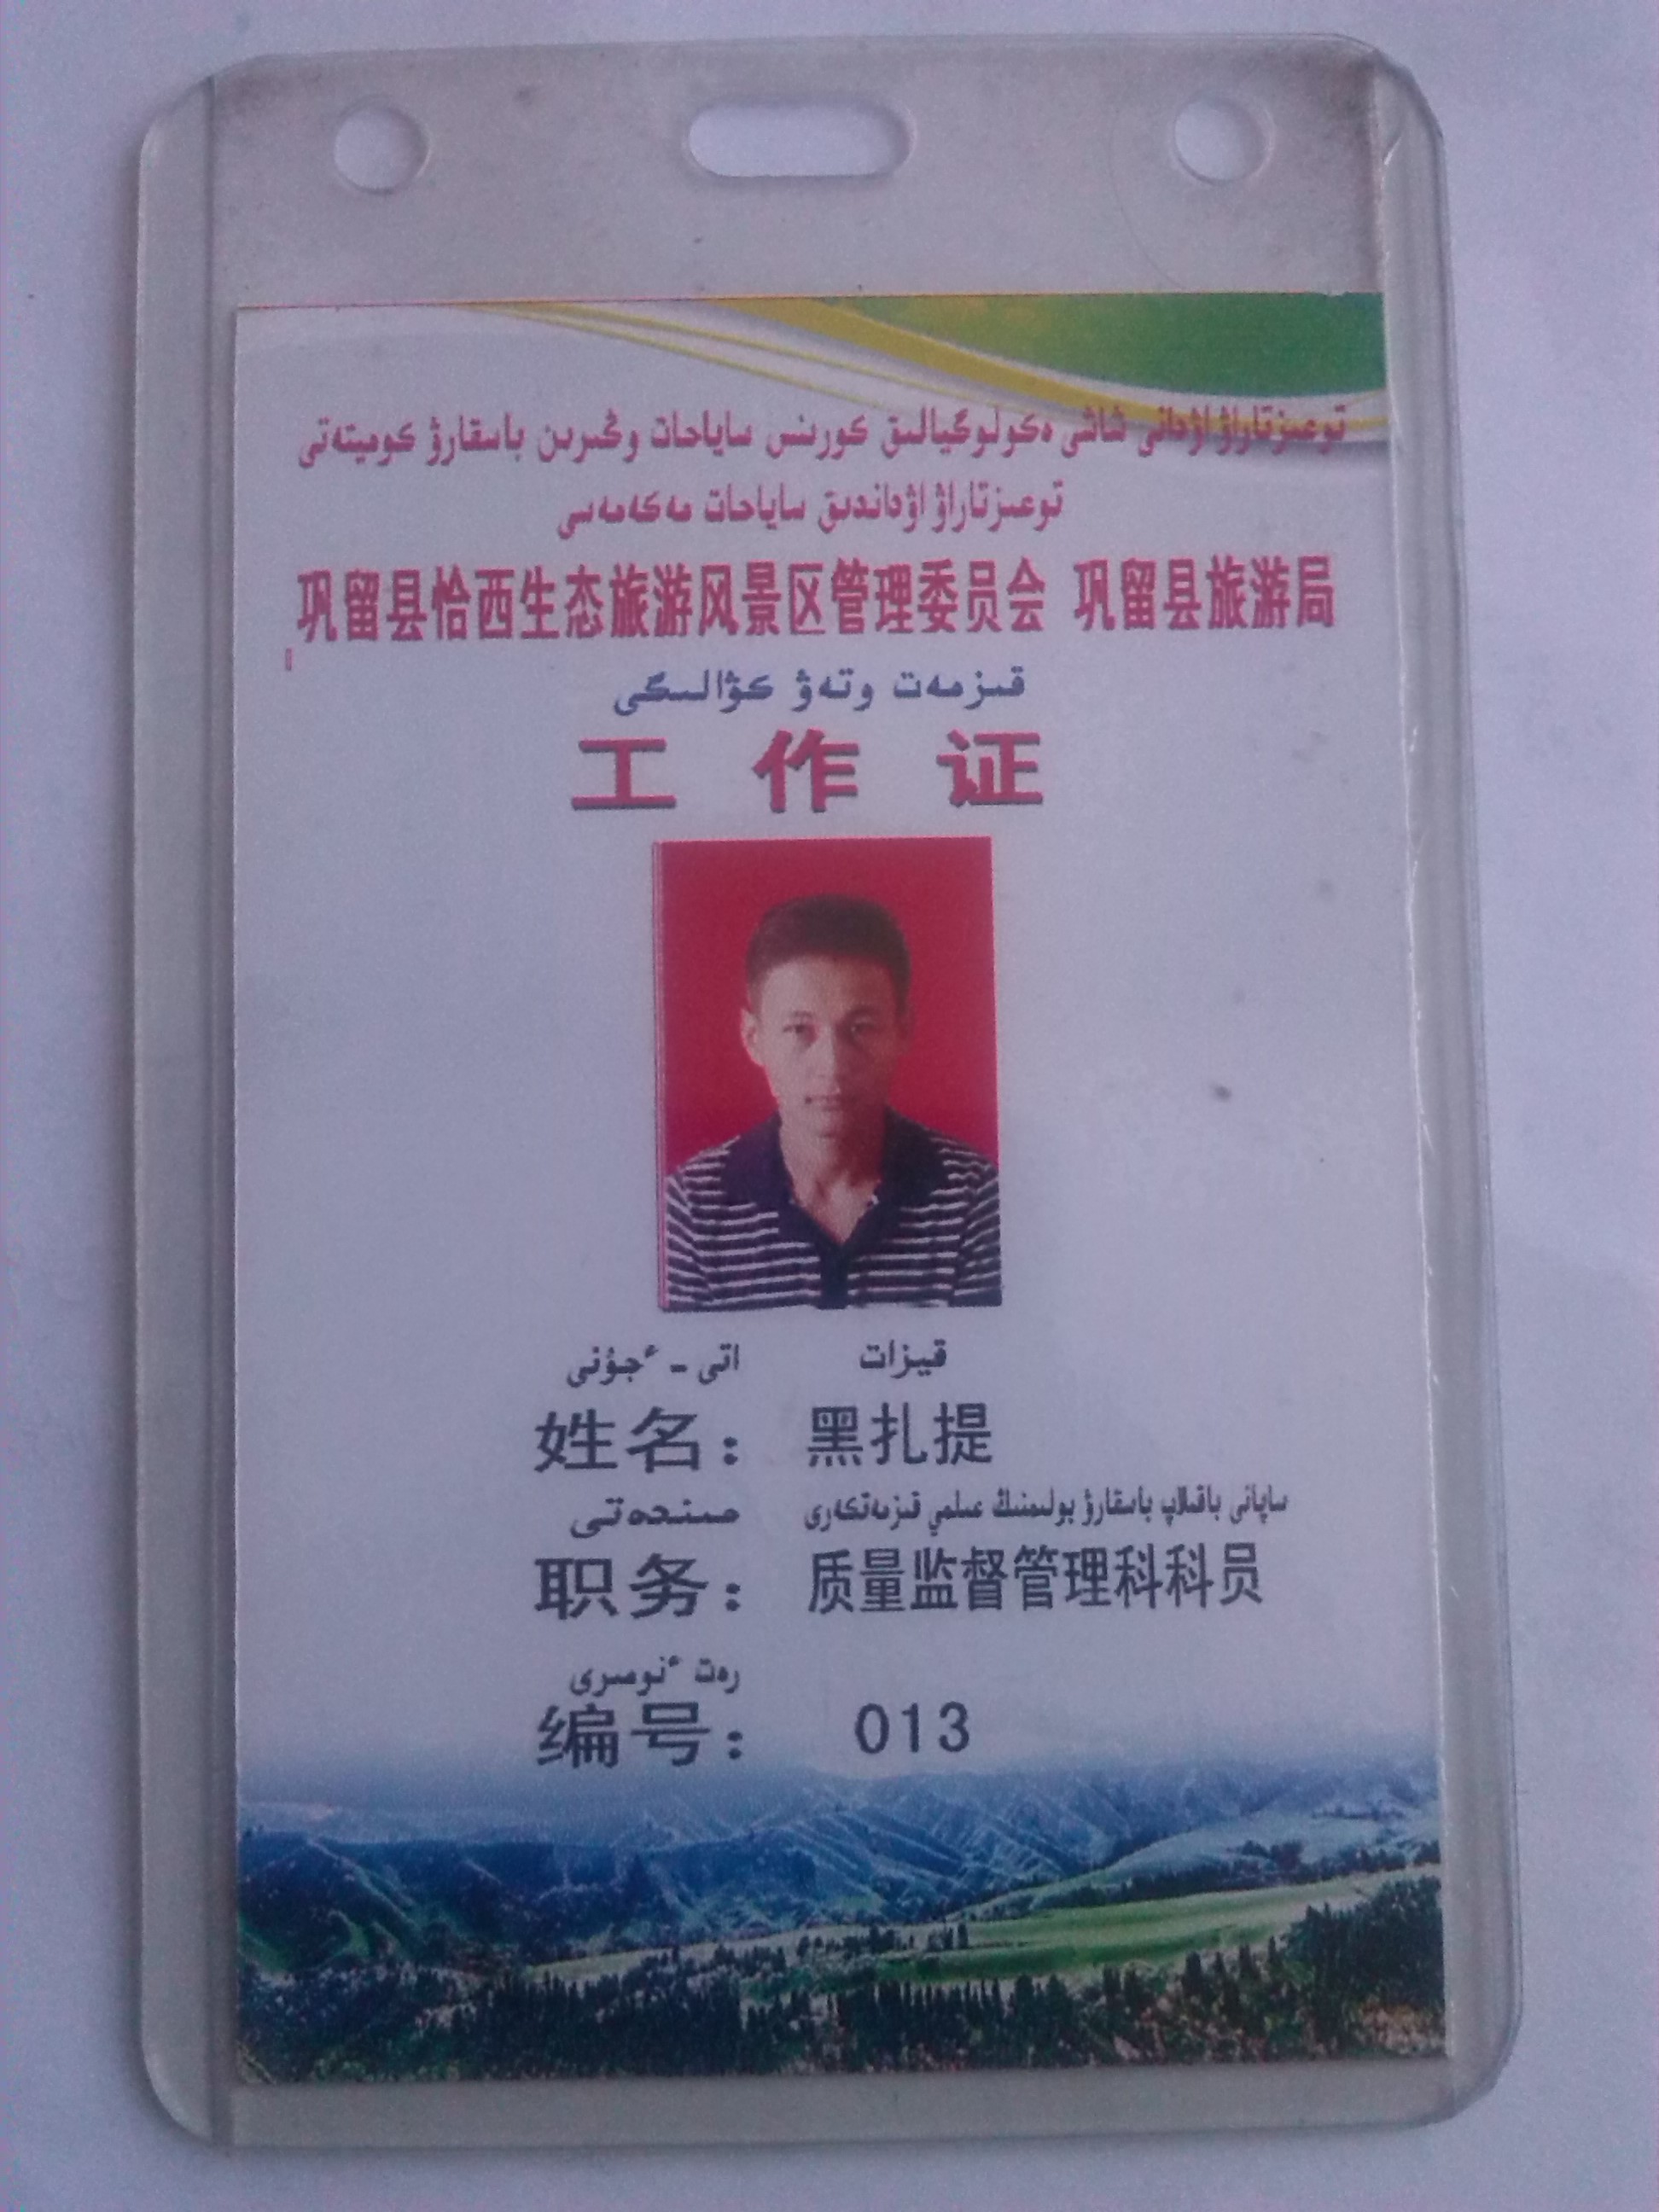 توعىزتاراۋ اۋدانى شاشى ەكولوگيالىق كورىنىس ساياحات وڭىرىن باسقارۋ كوميتەتى
توعىزتاراۋ اۋداندىق ساياحات مەكەمەسى
巩留县恰西生态旅游风景区管理委员会 巩留县旅游局
قىزمەت وتەۋ كۋالىگى
工 作 证
اتى - ٴجونى قيزات
姓名： 黑扎提
مىندەتى ساپانى باقىلاپ باسقارۋ ٴبولىمىنىڭ عىلمي قىزمەتكەرى
职务： 质量监督管理科科员
رەت ٴنومىرى
编号： 013